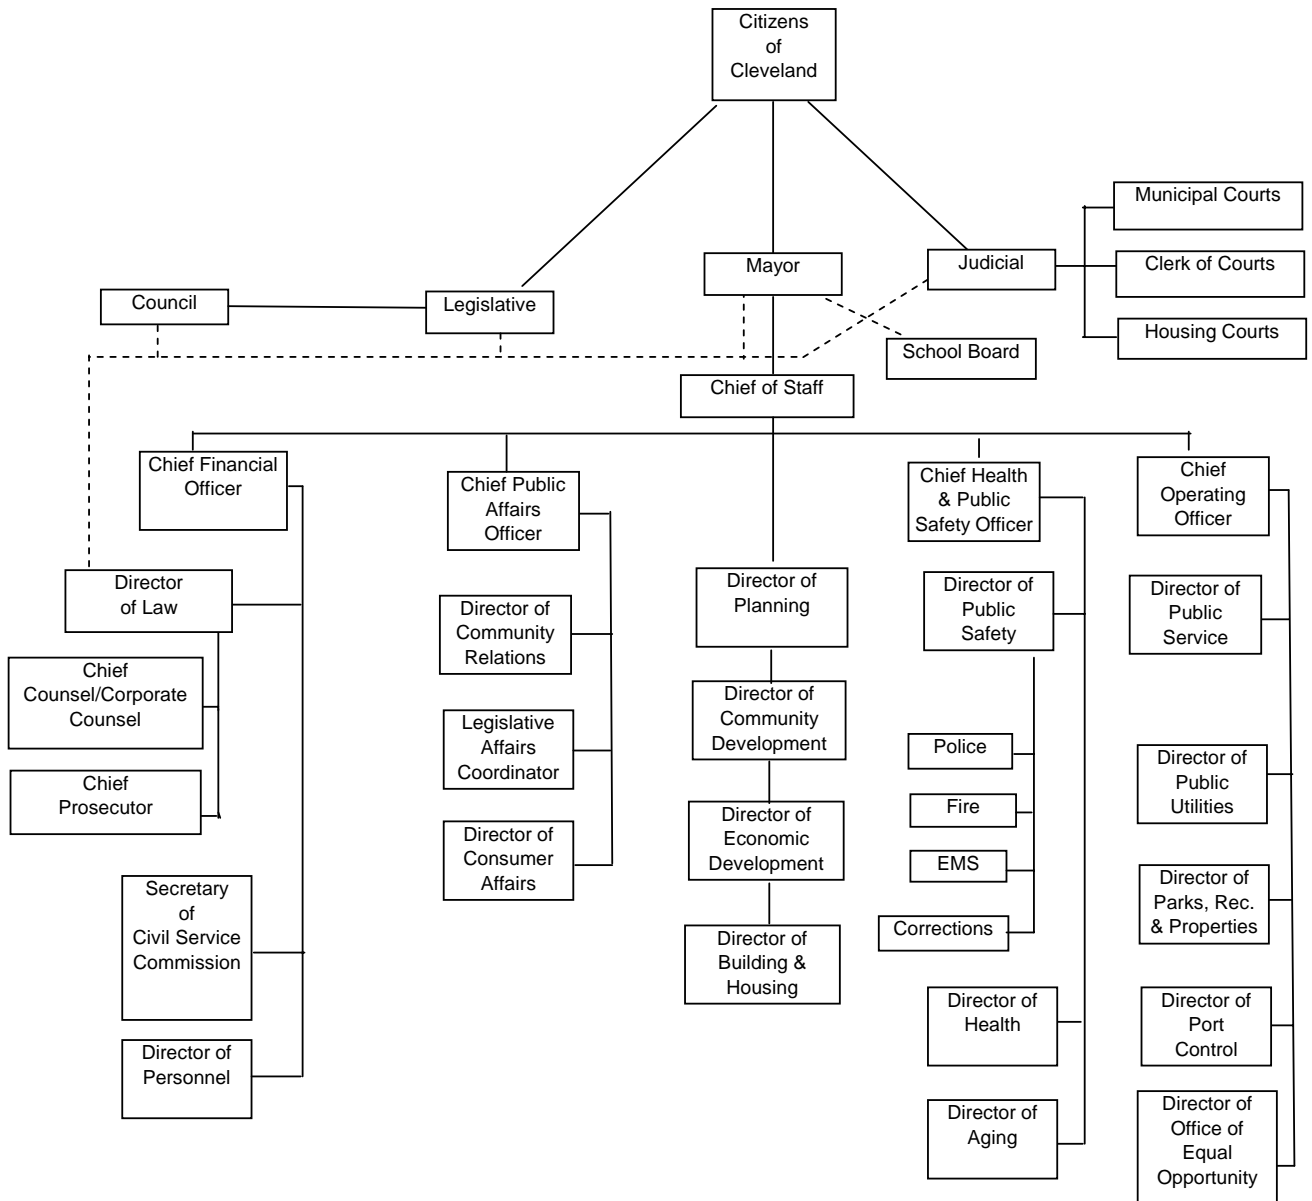 Citizens
of
Cleveland
Municipal Courts
Mayor
Judicial
Clerk of Courts
Council
Legislative
Housing Courts
School Board
Chief of Staff
Chief Financial
Officer
Chief Public
Affairs
Officer
Chief Health
& Public
Safety Officer
Chief
Operating
Officer
Director
of Law
Chief
Counsel/Corporate
Counsel
Chief
Prosecutor
Secretary
of
Civil Service
Commission
Director of
Personnel
Director of
Community
Relations
Legislative
Affairs
Coordinator
Director of
Consumer
Affairs
Director of
Planning
Director of
Community
Development
Director of
Economic
Development
Director of
Building &
Housing
Director of
Public
Safety
Police
Fire
EMS
Corrections
Director of
Health
Director of
Aging
Director of
Public
Service
Director of
Public
Utilities
Director of
Parks, Rec.
& Properties
Director of
Port
Control
Director of
Office of
Equal
Opportunity